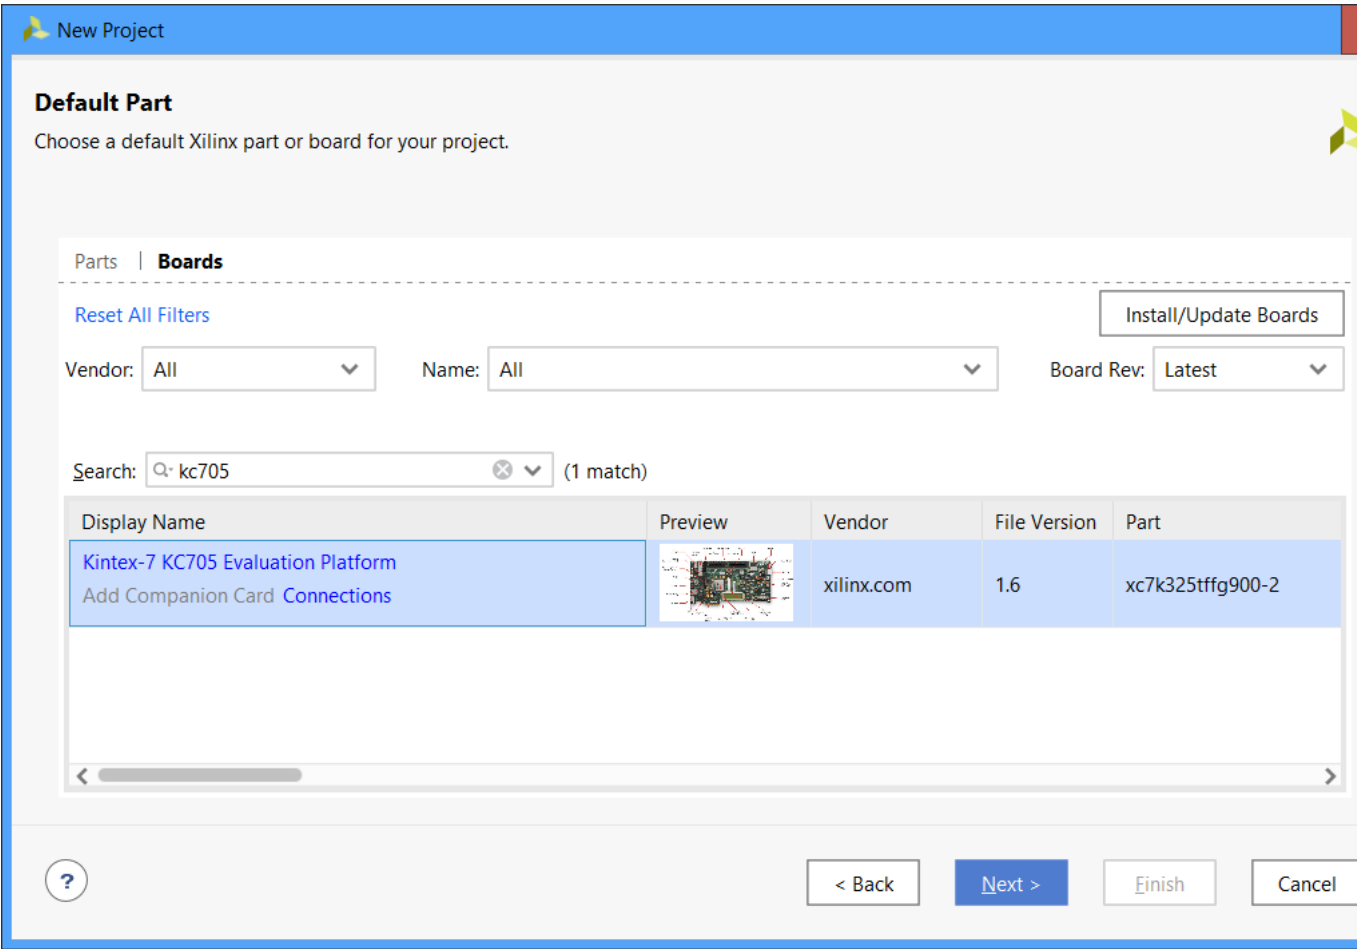 New Project
Default Part
Choose a default Xilinx part or board for your project.
Parts | Boards
Reset All Filters
Install/Update Boards
Vendor: All
Name: All
Board Rev: Latest
Search: kc705 (1 match)
Display Name Preview Vendor File Version Part
Kintex-7 KC705 Evaluation Platform
Add Companion Card Connections
xilinx.com 1.6 xc7k325tffg900-2
? < Back Next > Finish Cancel